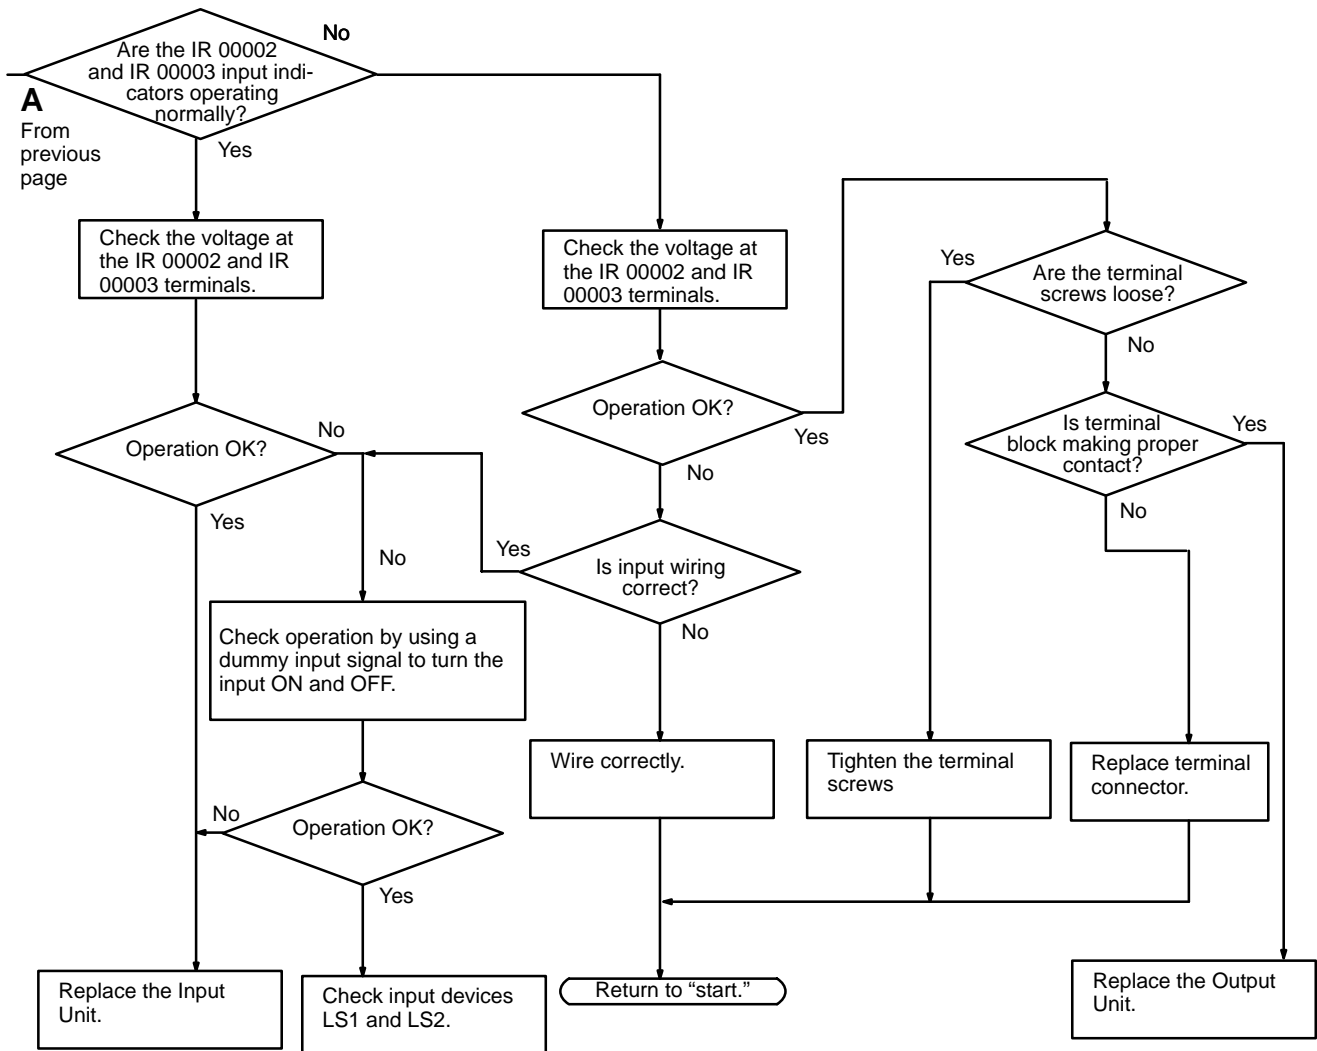 No
Are the IR 00002
and IR 00003 input indi-
cators operating
normally?
A
From
previous
page
Yes
Check the voltage at
the IR 00002 and IR
00003 terminals.
Check the voltage at
the IR 00002 and IR
00003 terminals.
Yes
Are the terminal
screws loose?
No
Operation OK?
Yes
No
Is terminal
block making proper
contact?
Yes
No
Operation OK?
No
Yes
No
Yes
Is input wiring
correct?
No
Check operation by using a
dummy input signal to turn the
input ON and OFF.
Wire correctly.
Tighten the terminal
screws
Replace terminal
connector.
No
Operation OK?
Yes
Replace the Input
Unit.
Check input devices
LS1 and LS2.
Return to “start.”
Replace the Output
Unit.